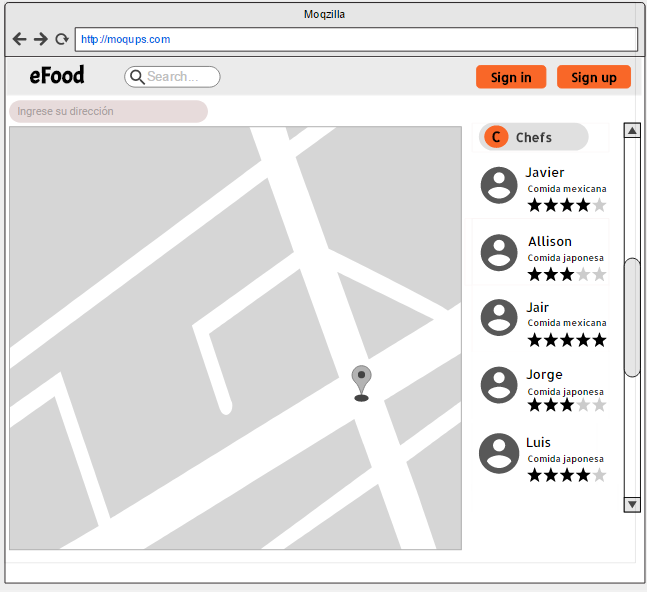 Moqzilla
http://moqups.com
eFood
Search...
Sign in
Sign up
Ingrese su dirección
C Chefs
Javier
Comida mexicana
Allison
Comida japonesa
Jair
Comida mexicana
Jorge
Comida japonesa
Luis
Comida japonesa